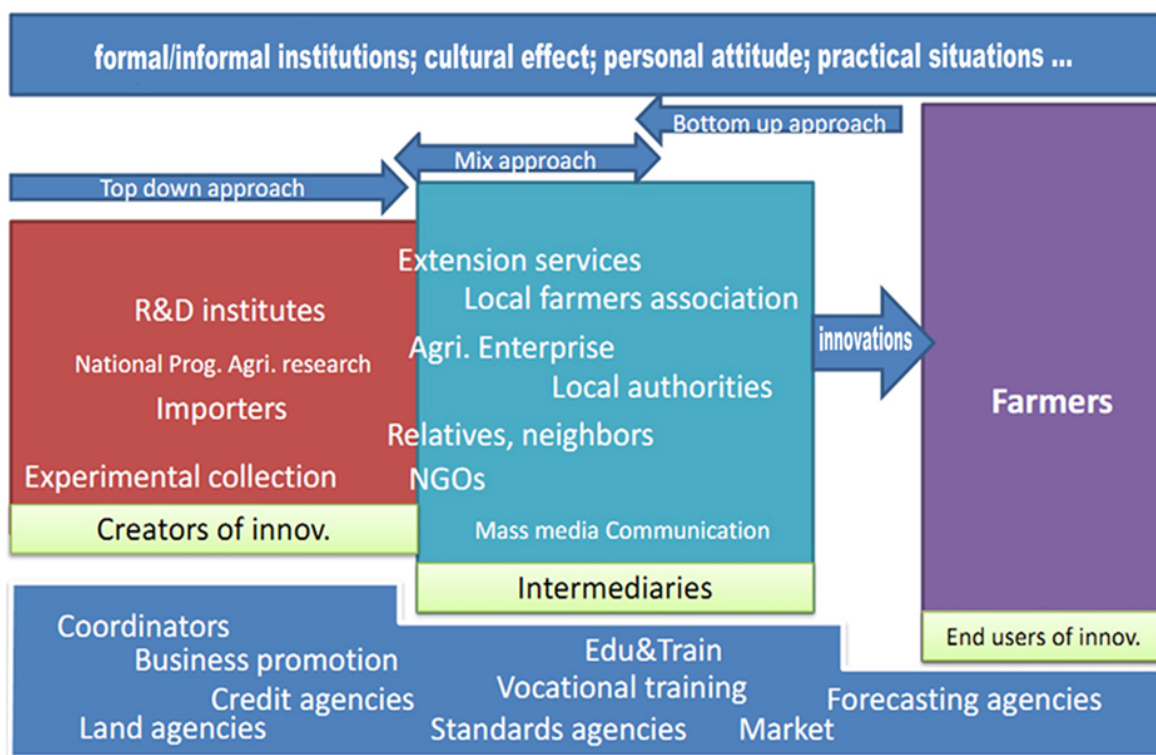 formal/informal institutions; cultural effect; personal attitude; practical situations ...
Bottom up approach
Mix approach
Top down approach
R&D institutes
National Prog. Agri. research
Importers
Experimental collection
Creators of innov.
Extension services
Local farmers association
Agri. Enterprise
Local authorities
Relatives, neighbors
NGOs
Mass media Communication
Intermediaries
innovations
Farmers
End users of innov.
Coordinators
Business promotion
Credit agencies
Land agencies
Edu&Train
Vocational training
Standards agencies
Market
Forecasting agencies